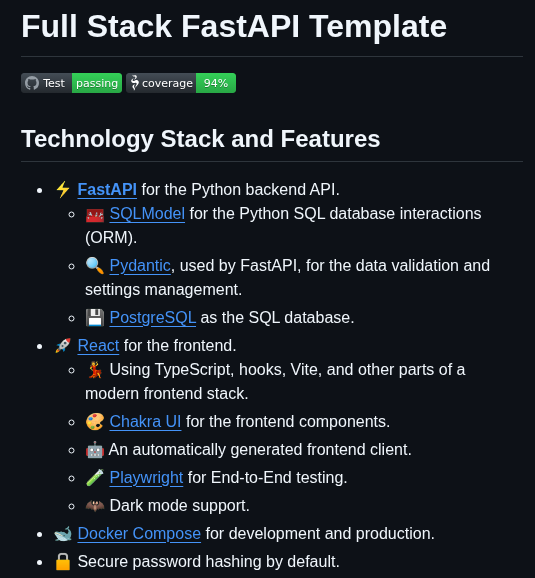 Full Stack FastAPI Template
Test passing coverage 94%
Technology Stack and Features
⚡ FastAPI for the Python backend API.
🧰 SQLModel for the Python SQL database interactions
(ORM).
🔍 Pydantic, used by FastAPI, for the data validation and
settings management.
💾 PostgreSQL as the SQL database.
🚀 React for the frontend.
💃 Using TypeScript, hooks, Vite, and other parts of a
modern frontend stack.
🎨 Chakra UI for the frontend components.
🤖 An automatically generated frontend client.
🧪 Playwright for End-to-End testing.
🦇 Dark mode support.
🐋 Docker Compose for development and production.
🔒 Secure password hashing by default.